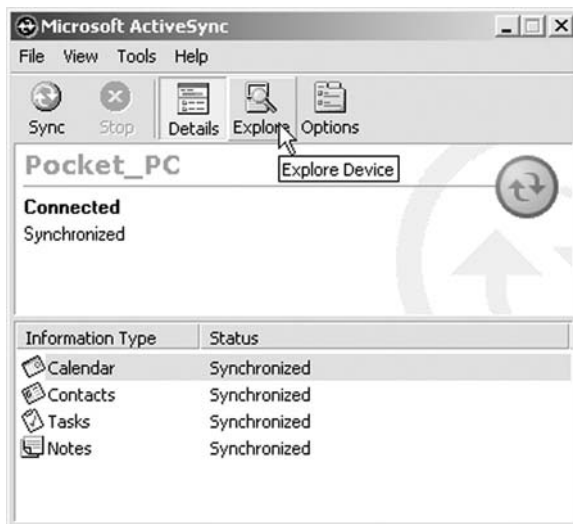 Microsoft ActiveSync
File View Tools Help
Sync Stop Details Explore Options
Explore Device
Pocket_PC
Connected
Synchronized
Information Type Status
Calendar Synchronized
Contacts Synchronized
Tasks Synchronized
Notes Synchronized